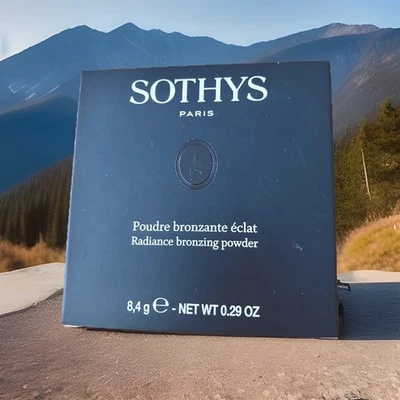 SOTHYS
PARIS
Poudre bronzante éclat
Radiance bronzing powder
8,4 g ℮ - NET WT 0.29 OZ